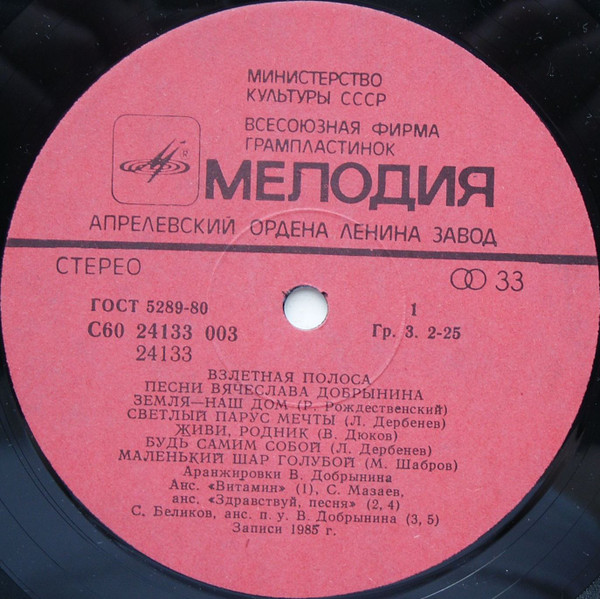 МИНИСТЕРСТВО
КУЛЬТУРЫ СССР
ВСЕСОЮЗНАЯ ФИРМА
ГРАМПЛАСТИНОК
МЕЛОДИЯ
АПРЕЛЕВСКИЙ ОРДЕНА ЛЕНИНА ЗАВОД
СТЕРЕО 33
ГОСТ 5289-80 1
С60 24133 003 Гр. 3. 2-25
24133
ВЗЛЕТНАЯ ПОЛОСА
ПЕСНИ ВЯЧЕСЛАВА ДОБРЫНИНА
ЗЕМЛЯ—НАШ ДОМ (Р. Рождественский)
СВЕТЛЫЙ ПАРУС МЕЧТЫ (Л. Дербенев)
ЖИВИ, РОДНИК (В. Дюков)
БУДЬ САМИМ СОБОЙ (Л. Дербенев)
МАЛЕНЬКИЙ ШАР ГОЛУБОЙ (М. Шабров)
Аранжировки В. Добрынина
Анс. «Витамин» (1), С. Мазаев,
анс. «Здравствуй, песня» (2, 4)
С. Беликов, анс. п. у. В. Добрынина (3, 5)
Записи 1985 г.